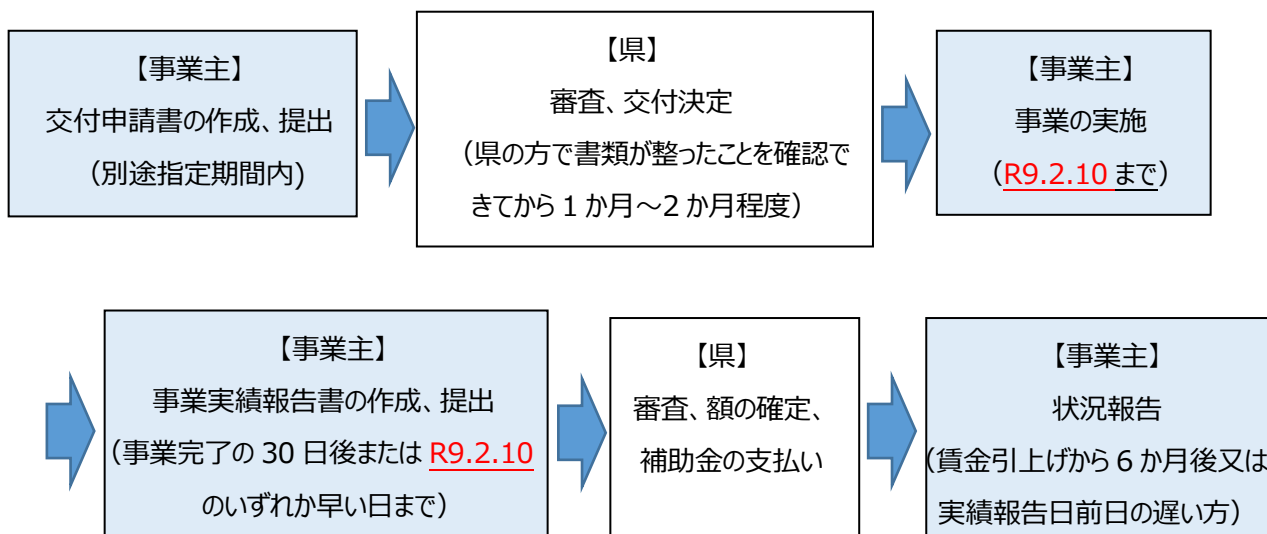 【事業主】
交付申請書の作成、提出
（別途指定期間内)
【県】
審査、交付決定
（県の方で書類が整ったことを確認で
きてから 1 か月～2 か月程度）
【事業主】
事業の実施
（R9.2.10 まで）
【事業主】
事業実績報告書の作成、提出
（事業完了の 30 日後または R9.2.10
のいずれか早い日まで）
【県】
審査、額の確定、
補助金の支払い
【事業主】
状況報告
（賃金引上げから 6 か月後又は
実績報告日前日の遅い方）